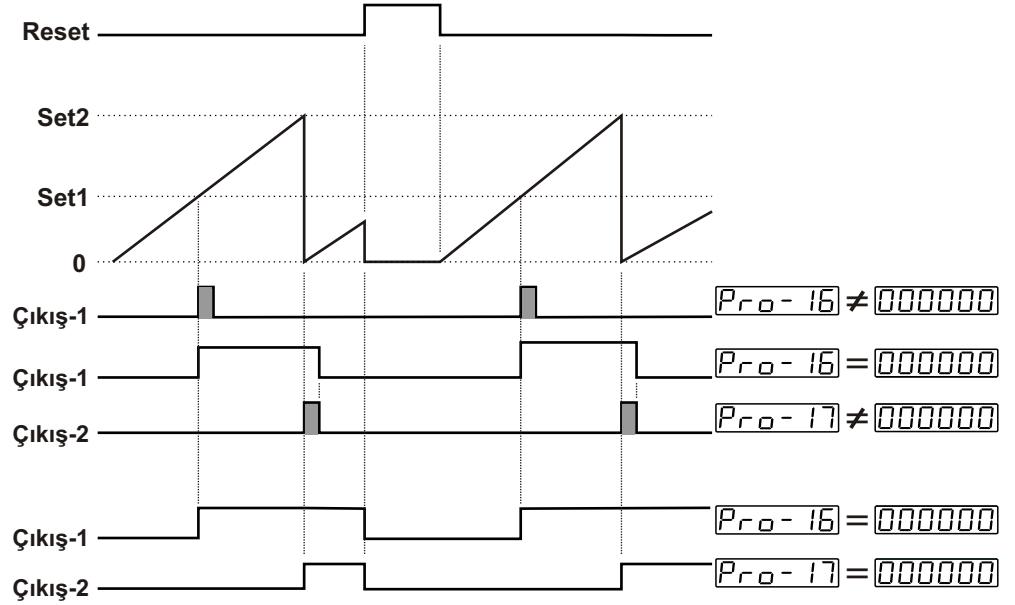 Reset
Set2
Set1
0
Çıkış-1 Pro-16 ≠ 000000
Çıkış-1 Pro-16 = 000000
Çıkış-2 Pro-17 ≠ 000000
Çıkış-1 Pro-16 = 000000
Çıkış-2 Pro-17 = 000000